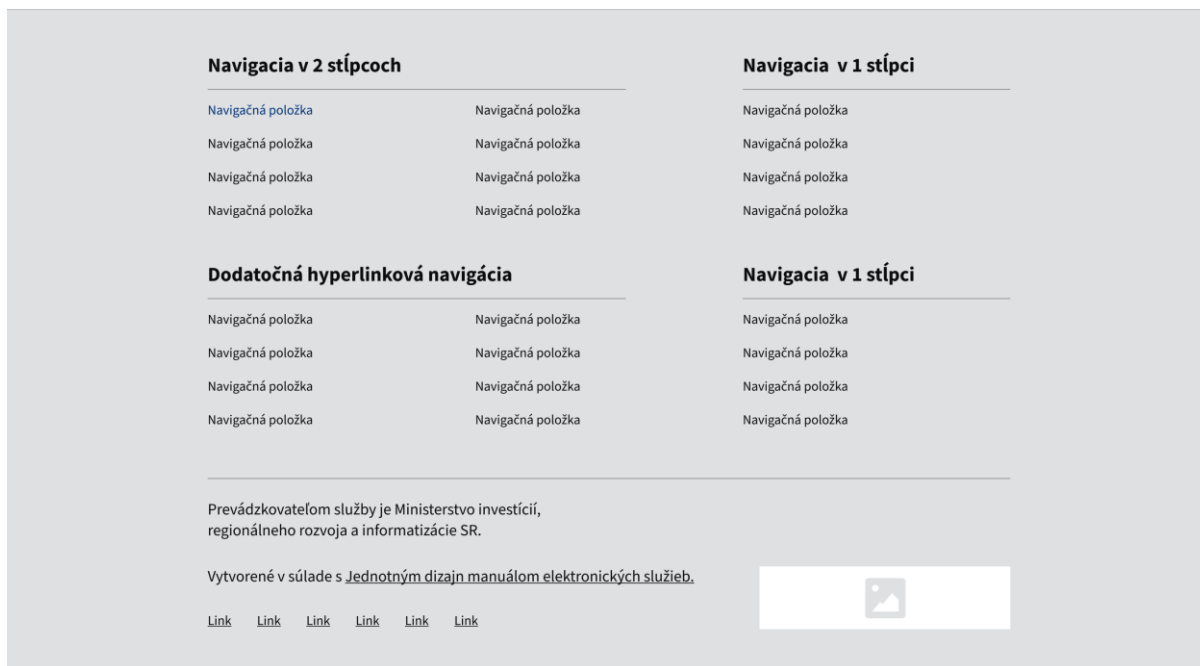 Navigacia v 2 stĺpcoch
Navigačná položka
Navigačná položka
Navigačná položka
Navigačná položka
Navigačná položka
Navigačná položka
Navigačná položka
Navigačná položka
Navigacia v 1 stĺpci
Navigačná položka
Navigačná položka
Navigačná položka
Navigačná položka
Dodatočná hyperlinková navigácia
Navigačná položka
Navigačná položka
Navigačná položka
Navigačná položka
Navigačná položka
Navigačná položka
Navigačná položka
Navigačná položka
Navigacia v 1 stĺpci
Navigačná položka
Navigačná položka
Navigačná položka
Navigačná položka
Prevádzkovateľom služby je Ministerstvo investícií,
regionálneho rozvoja a informatizácie SR.
Vytvorené v súlade s Jednotným dizajn manuálom elektronických služieb.
Link Link Link Link Link Link